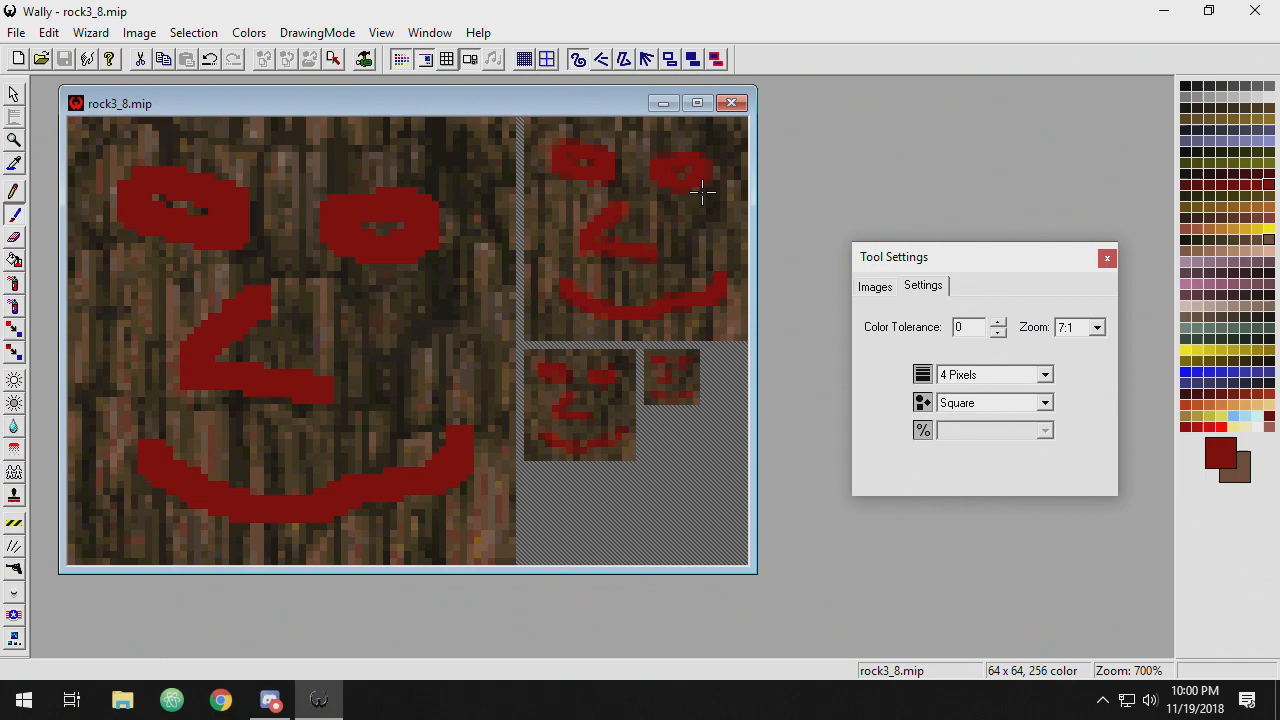 Wally - rock3_8.mip
File Edit Wizard Image Selection Colors DrawingMode View Window Help
rock3_8.mip
Tool Settings
Images Settings
Color Tolerance: 0 Zoom: 7:1
4 Pixels
Square
%
rock3_8.mip 64 x 64, 256 color Zoom: 700%
10:00 PM
11/19/2018